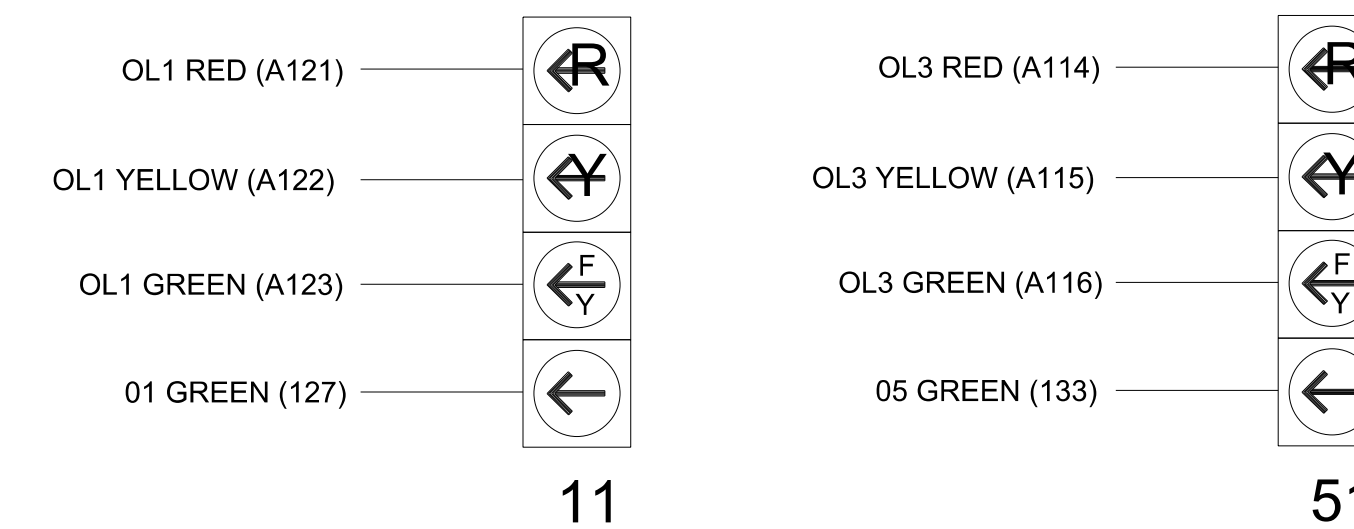 OL1 RED (A121)
R
OL1 YELLOW (A122)
Y
OL1 GREEN (A123)
F
Y
01 GREEN (127)
11
OL3 RED (A114)
R
OL3 YELLOW (A115)
Y
OL3 GREEN (A116)
F
Y
05 GREEN (133)
51